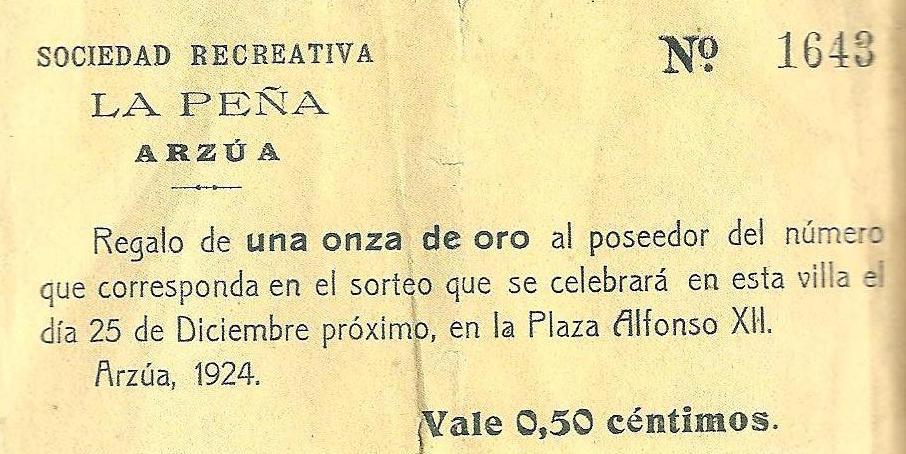 SOCIEDAD RECREATIVA
Nº 1643
LA PEÑA
ARZÚA
Regalo de una onza de oro al poseedor del número
que corresponda en el sorteo que se celebrará en esta villa el
día 25 de Diciembre próximo, en la Plaza Alfonso XII.
Arzúa, 1924.
Vale 0,50 céntimos.